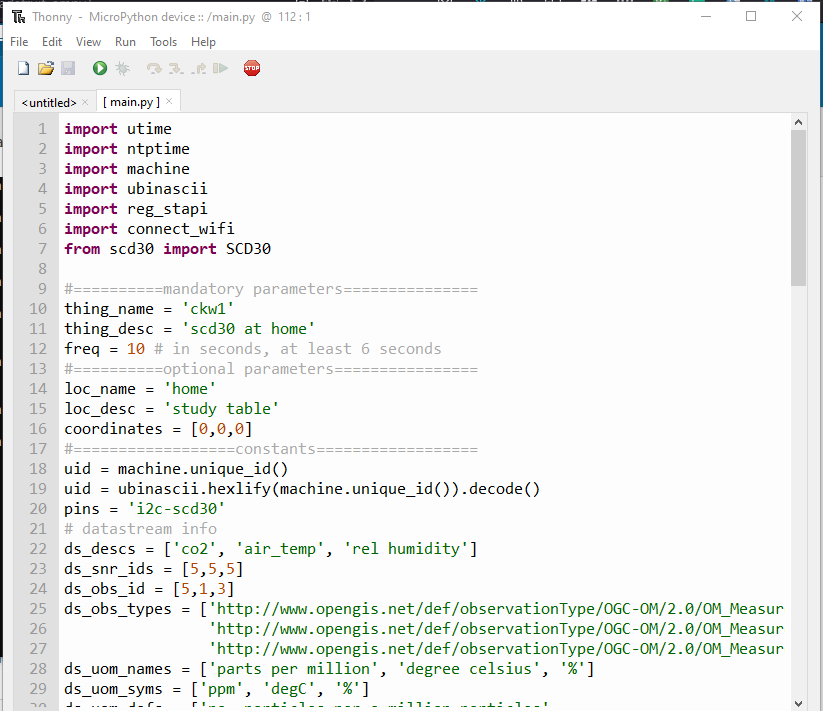 Thonny - MicroPython device :: /main.py @ 112 : 1
File Edit View Run Tools Help
STOP
<untitled> × [ main.py ] ×
1 import utime
2 import ntptime
3 import machine
4 import ubinascii
5 import reg_stapi
6 import connect_wifi
7 from scd30 import SCD30
8
9 #==========mandatory parameters===============
10 thing_name = 'ckw1'
11 thing_desc = 'scd30 at home'
12 freq = 10 # in seconds, at least 6 seconds
13 #==========optional parameters================
14 loc_name = 'home'
15 loc_desc = 'study table'
16 coordinates = [0,0,0]
17 #==================constants==================
18 uid = machine.unique_id()
19 uid = ubinascii.hexlify(machine.unique_id()).decode()
20 pins = 'i2c-scd30'
21 # datastream info
22 ds_descs = ['co2', 'air_temp', 'rel humidity']
23 ds_snr_ids = [5,5,5]
24 ds_obs_id = [5,1,3]
25 ds_obs_types = ['http://www.opengis.net/def/observationType/OGC-OM/2.0/OM_Measur
26 'http://www.opengis.net/def/observationType/OGC-OM/2.0/OM_Measur
27 'http://www.opengis.net/def/observationType/OGC-OM/2.0/OM_Measur
28 ds_uom_names = ['parts per million', 'degree celsius', '%']
29 ds_uom_syms = ['ppm', 'degC', '%']